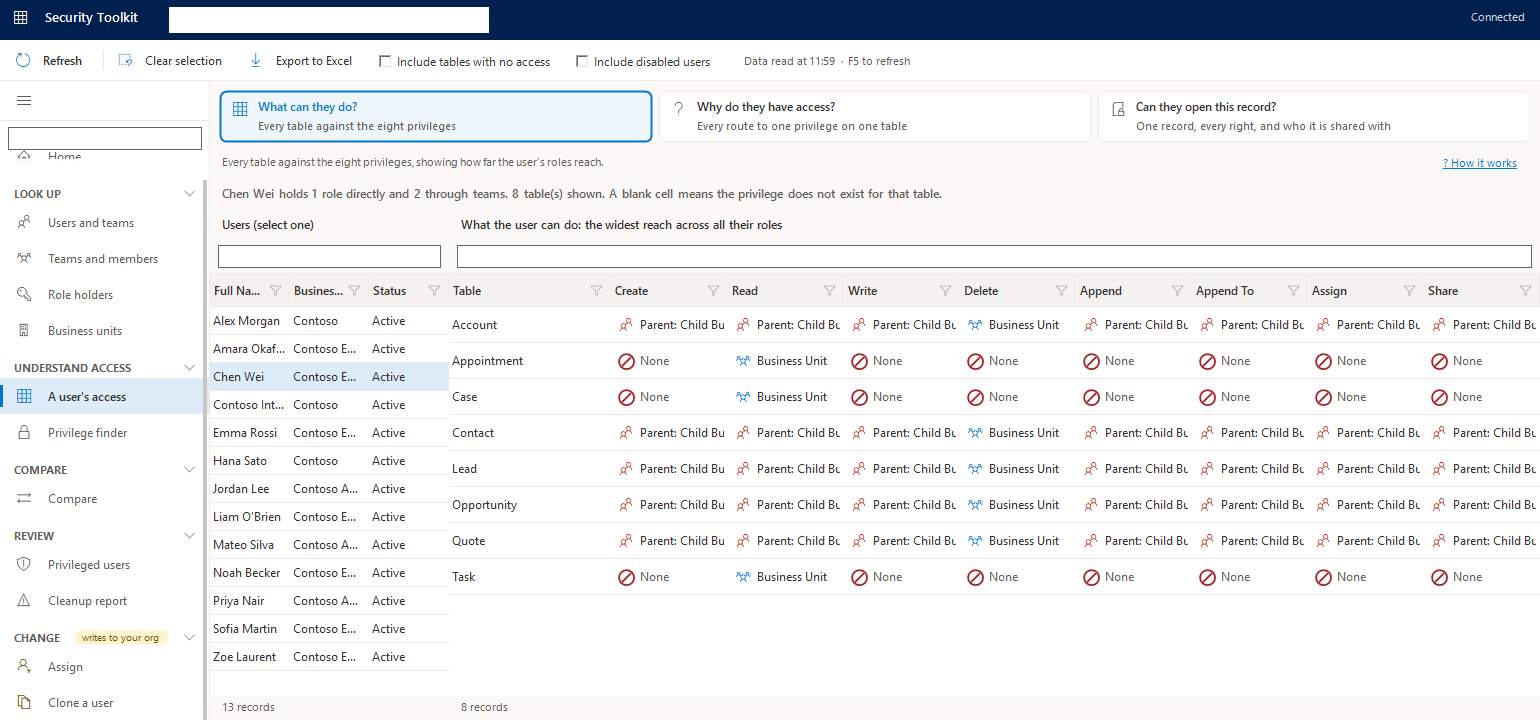 Security Toolkit
Connected
Refresh
Clear selection
Export to Excel
Include tables with no access
Include disabled users
Data read at 11:59 · F5 to refresh
Home
LOOK UP
Users and teams
Teams and members
Role holders
Business units
UNDERSTAND ACCESS
A user's access
Privilege finder
COMPARE
Compare
REVIEW
Privileged users
Cleanup report
CHANGE writes to your org
Assign
Clone a user
What can they do?
Every table against the eight privileges
Why do they have access?
Every route to one privilege on one table
Can they open this record?
One record, every right, and who it is shared with
Every table against the eight privileges, showing how far the user's roles reach.
? How it works
Chen Wei holds 1 role directly and 2 through teams. 8 table(s) shown. A blank cell means the privilege does not exist for that table.
Users (select one)
Full Na... Busines... Status
Alex Morgan Contoso Active
Amara Okaf... Contoso E... Active
Chen Wei Contoso E... Active
Contoso Int... Contoso Active
Emma Rossi Contoso E... Active
Hana Sato Contoso Active
Jordan Lee Contoso A... Active
Liam O'Brien Contoso E... Active
Mateo Silva Contoso A... Active
Noah Becker Contoso E... Active
Priya Nair Contoso A... Active
Sofia Martin Contoso E... Active
Zoe Laurent Contoso E... Active
13 records
What the user can do: the widest reach across all their roles
Table Create Read Write Delete Append Append To Assign Share
Account Parent: Child Bu Parent: Child Bu Parent: Child Bu Business Unit Parent: Child Bu Parent: Child Bu Parent: Child Bu Parent: Child Bu
Appointment None Business Unit None None None None None None
Case None Business Unit None None None None None None
Contact Parent: Child Bu Parent: Child Bu Parent: Child Bu Business Unit Parent: Child Bu Parent: Child Bu Parent: Child Bu Parent: Child Bu
Lead Parent: Child Bu Parent: Child Bu Parent: Child Bu Business Unit Parent: Child Bu Parent: Child Bu Parent: Child Bu Parent: Child Bu
Opportunity Parent: Child Bu Parent: Child Bu Parent: Child Bu Business Unit Parent: Child Bu Parent: Child Bu Parent: Child Bu Parent: Child Bu
Quote Parent: Child Bu Parent: Child Bu Parent: Child Bu Business Unit Parent: Child Bu Parent: Child Bu Parent: Child Bu Parent: Child Bu
Task None Business Unit None None None None None None
8 records